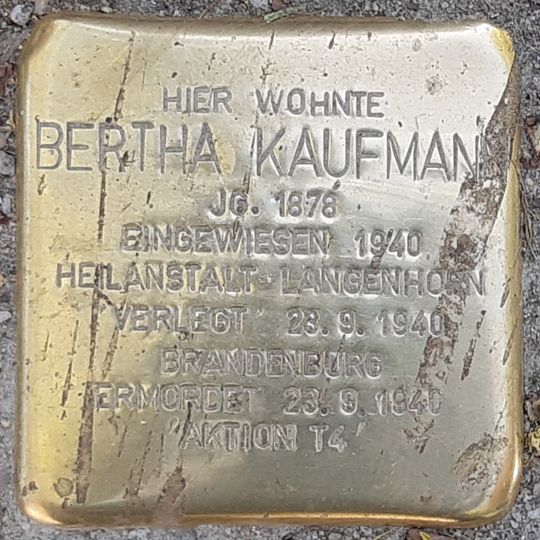 HIER WOHNTE
BERTHA KAUFMANN
JG. 1878
EINGEWIESEN 1940
HEILANSTALT LANGENHORN
'VERLEGT' 23.9.1940
BRANDENBURG
ERMORDET 23.9.1940
'AKTION T4'